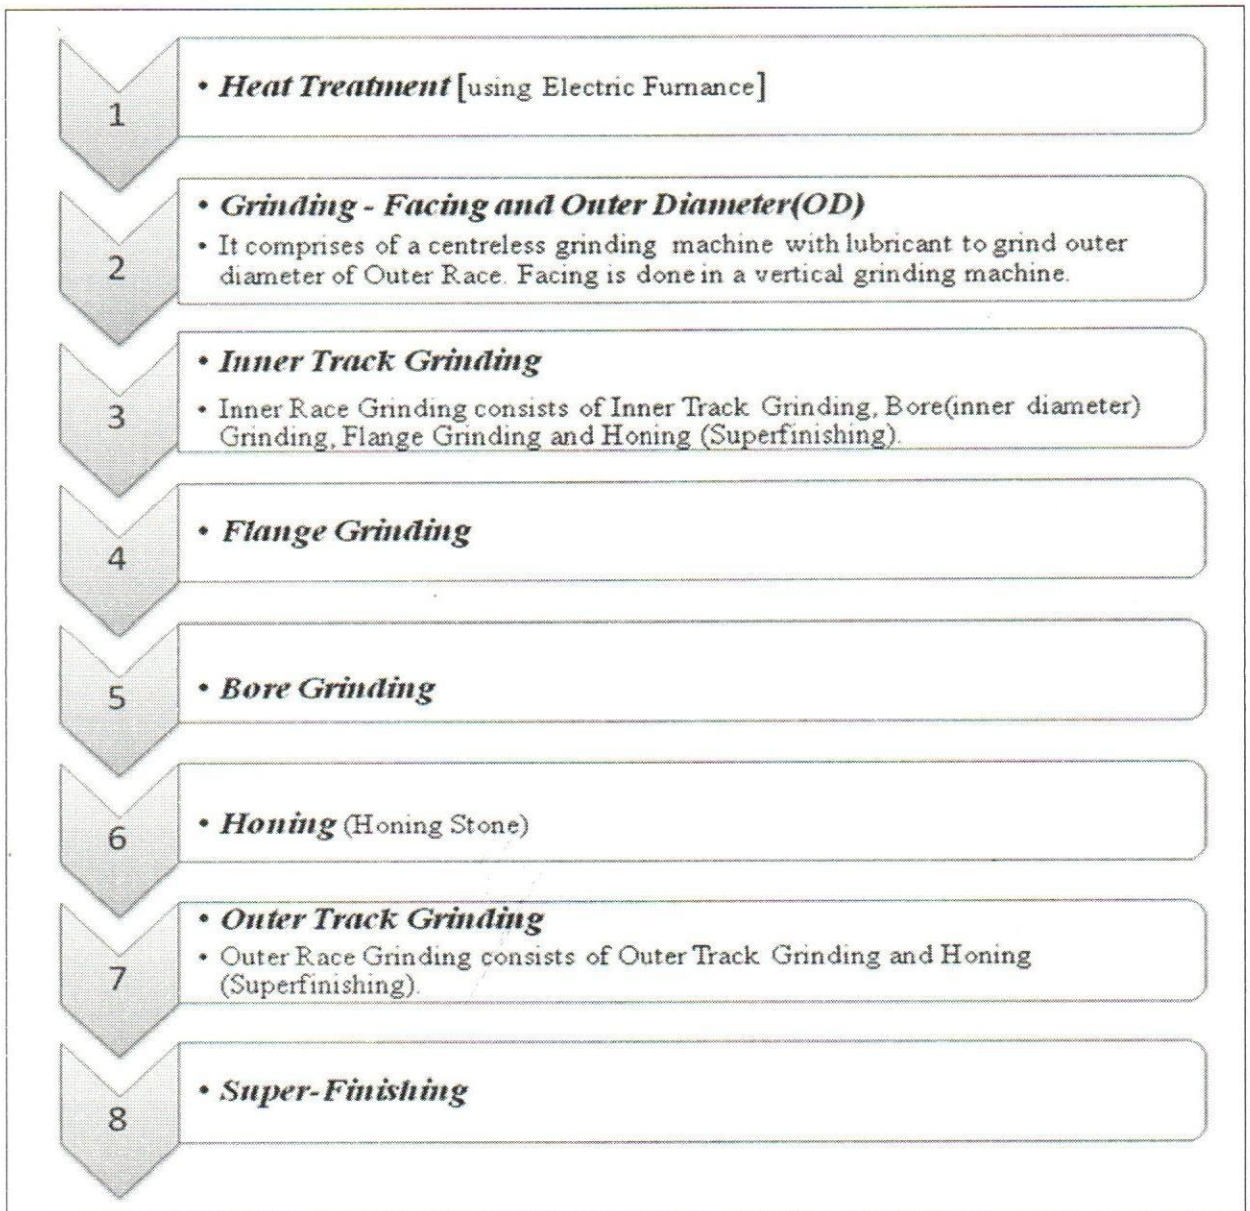 1
• Heat Treatment [using Electric Furnance]
2
• Grinding - Facing and Outer Diameter(OD)
• It comprises of a centreless grinding machine with lubricant to grind outer
diameter of Outer Race. Facing is done in a vertical grinding machine.
3
• Inner Track Grinding
• Inner Race Grinding consists of Inner Track Grinding, Bore(inner diameter)
Grinding, Flange Grinding and Honing (Superfinishing).
4
• Flange Grinding
5
• Bore Grinding
6
• Honing (Honing Stone)
7
• Outer Track Grinding
• Outer Race Grinding consists of Outer Track Grinding and Honing
(Superfinishing).
8
• Super-Finishing